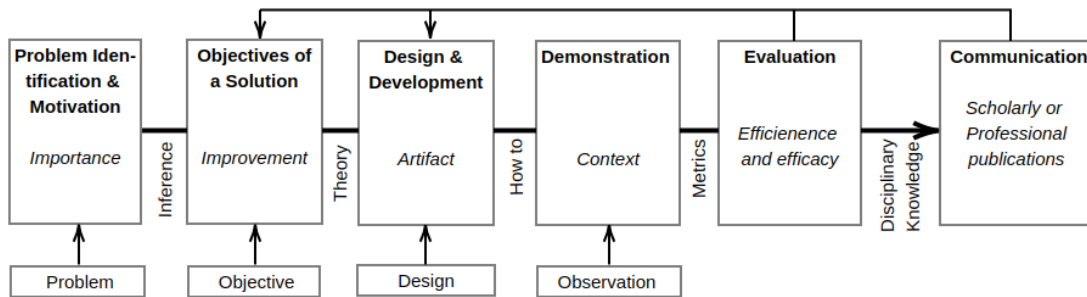 Problem Iden-
tification &
Motivation
Importance
Inference
Objectives of
a Solution
Improvement
Theory
Design &
Development
Artifact
How to
Demonstration
Context
Metrics
Evaluation
Efficienence
and efficacy
Disciplinary
Knowledge
Communication
Scholarly or
Professional
publications
Problem
Objective
Design
Observation